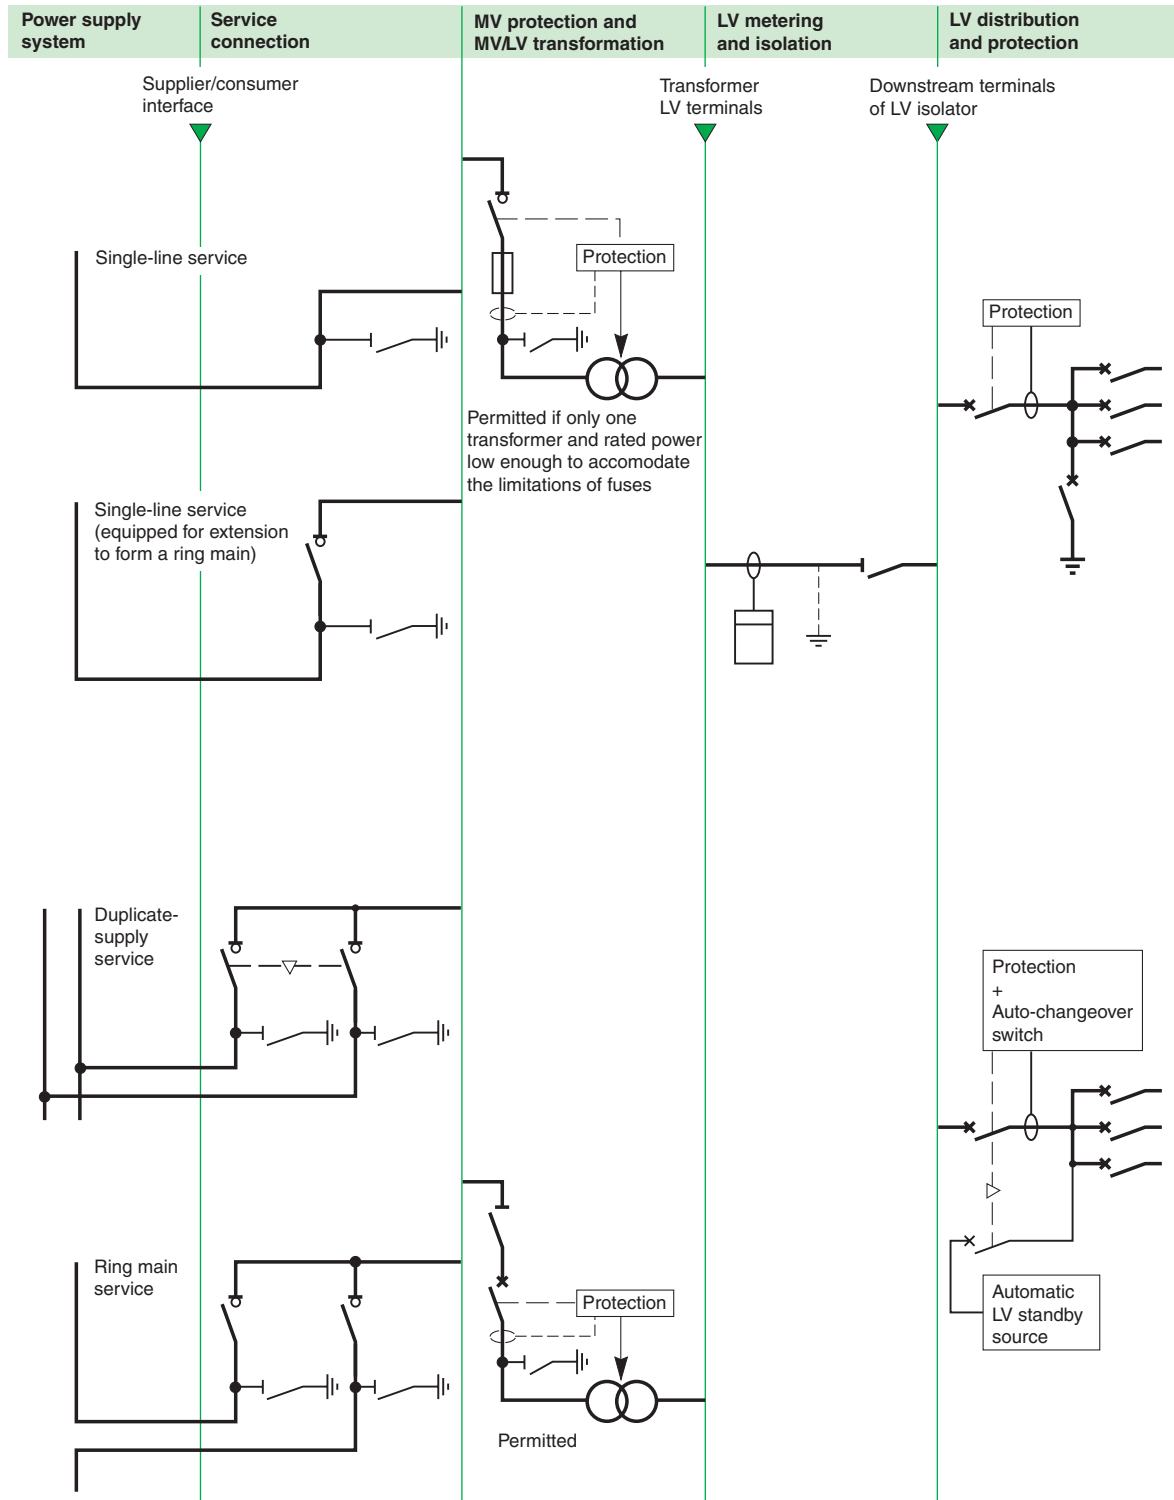 Power supply
system
Service
connection
MV protection and
MV/LV transformation
LV metering
and isolation
LV distribution
and protection
Supplier/consumer
interface
Transformer
LV terminals
Downstream terminals
of LV isolator
Single-line service
Protection
Protection
Permitted if only one
transformer and rated power
low enough to accomodate
the limitations of fuses
Single-line service
(equipped for extension
to form a ring main)
Duplicate-
supply
service
Protection
+
Auto-changeover
switch
Ring main
service
Protection
Automatic
LV standby
source
Permitted